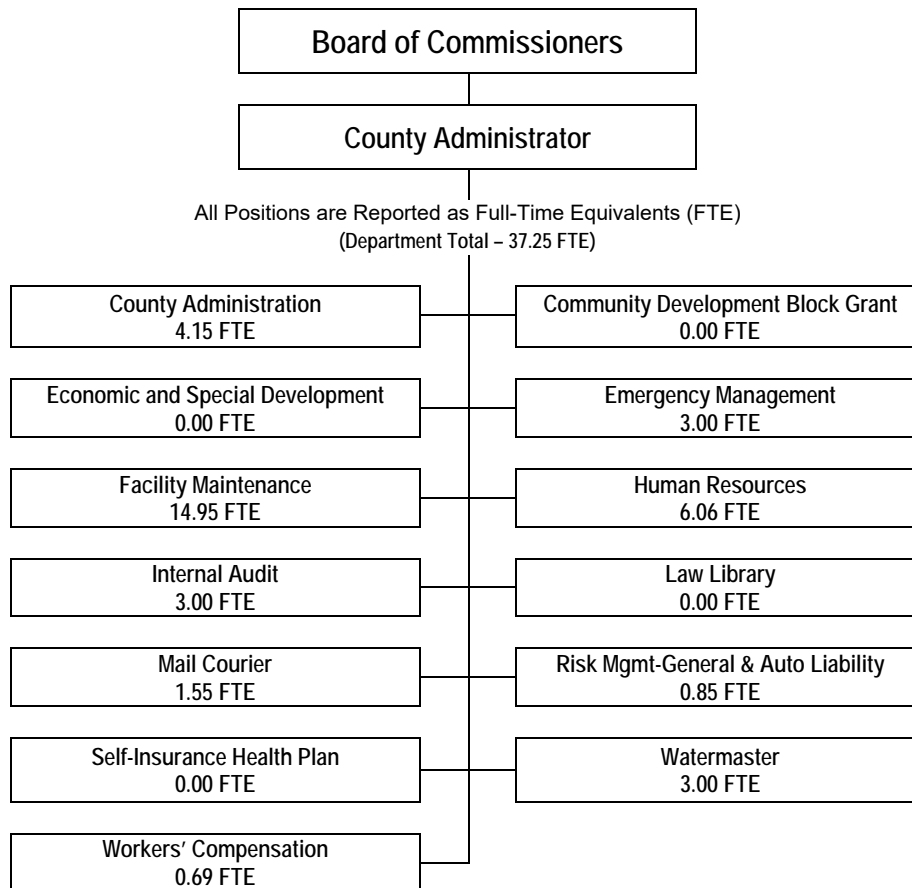 Board of Commissioners
County Administrator
All Positions are Reported as Full-Time Equivalents (FTE)
(Department Total – 37.25 FTE)
County Administration
4.15 FTE
Community Development Block Grant
0.00 FTE
Economic and Special Development
0.00 FTE
Emergency Management
3.00 FTE
Facility Maintenance
14.95 FTE
Human Resources
6.06 FTE
Internal Audit
3.00 FTE
Law Library
0.00 FTE
Mail Courier
1.55 FTE
Risk Mgmt-General & Auto Liability
0.85 FTE
Self-Insurance Health Plan
0.00 FTE
Watermaster
3.00 FTE
Workers’ Compensation
0.69 FTE